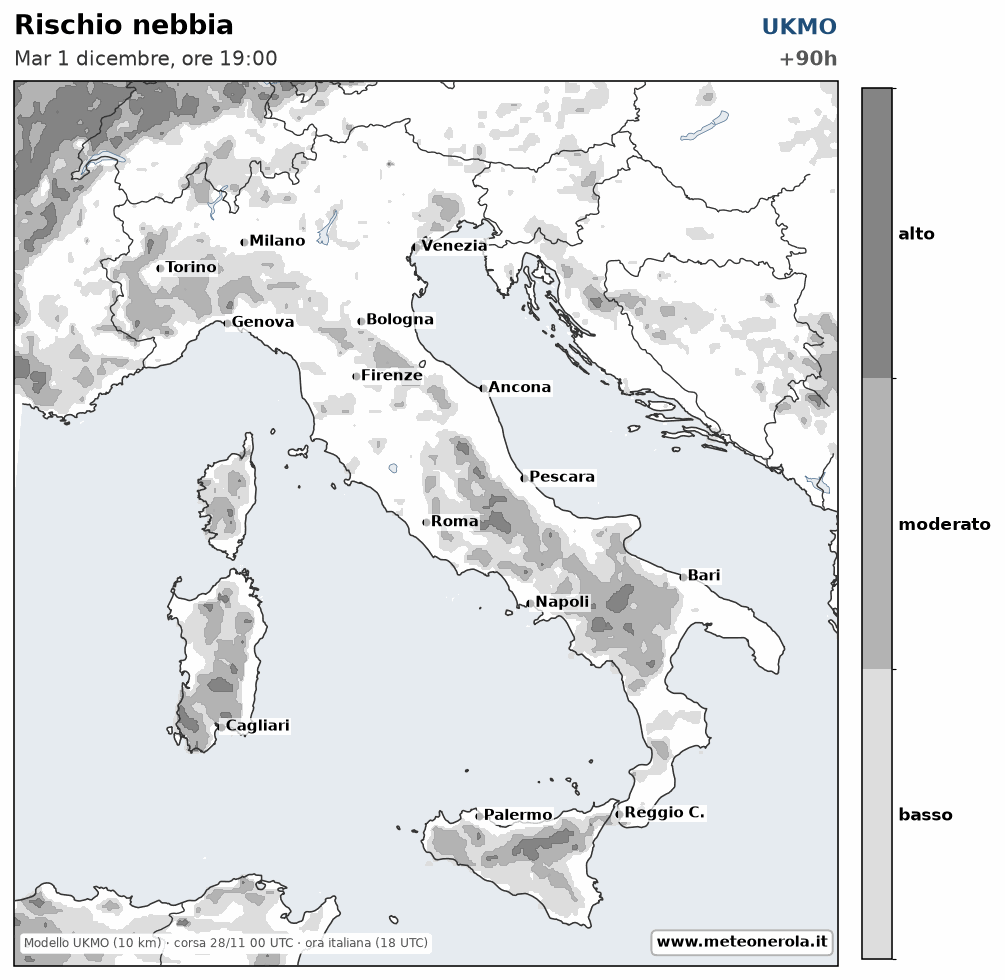 Rischio nebbia
UKMO
Mar 1 dicembre, ore 19:00
+90h
alto
Milano
Venezia
Torino
Genova
Bologna
Firenze
Ancona
Pescara
Roma
moderato
Bari
Napoli
Cagliari
Palermo
Reggio C.
basso
Modello UKMO (10 km) · corsa 28/11 00 UTC · ora italiana (18 UTC)
www.meteonerola.it